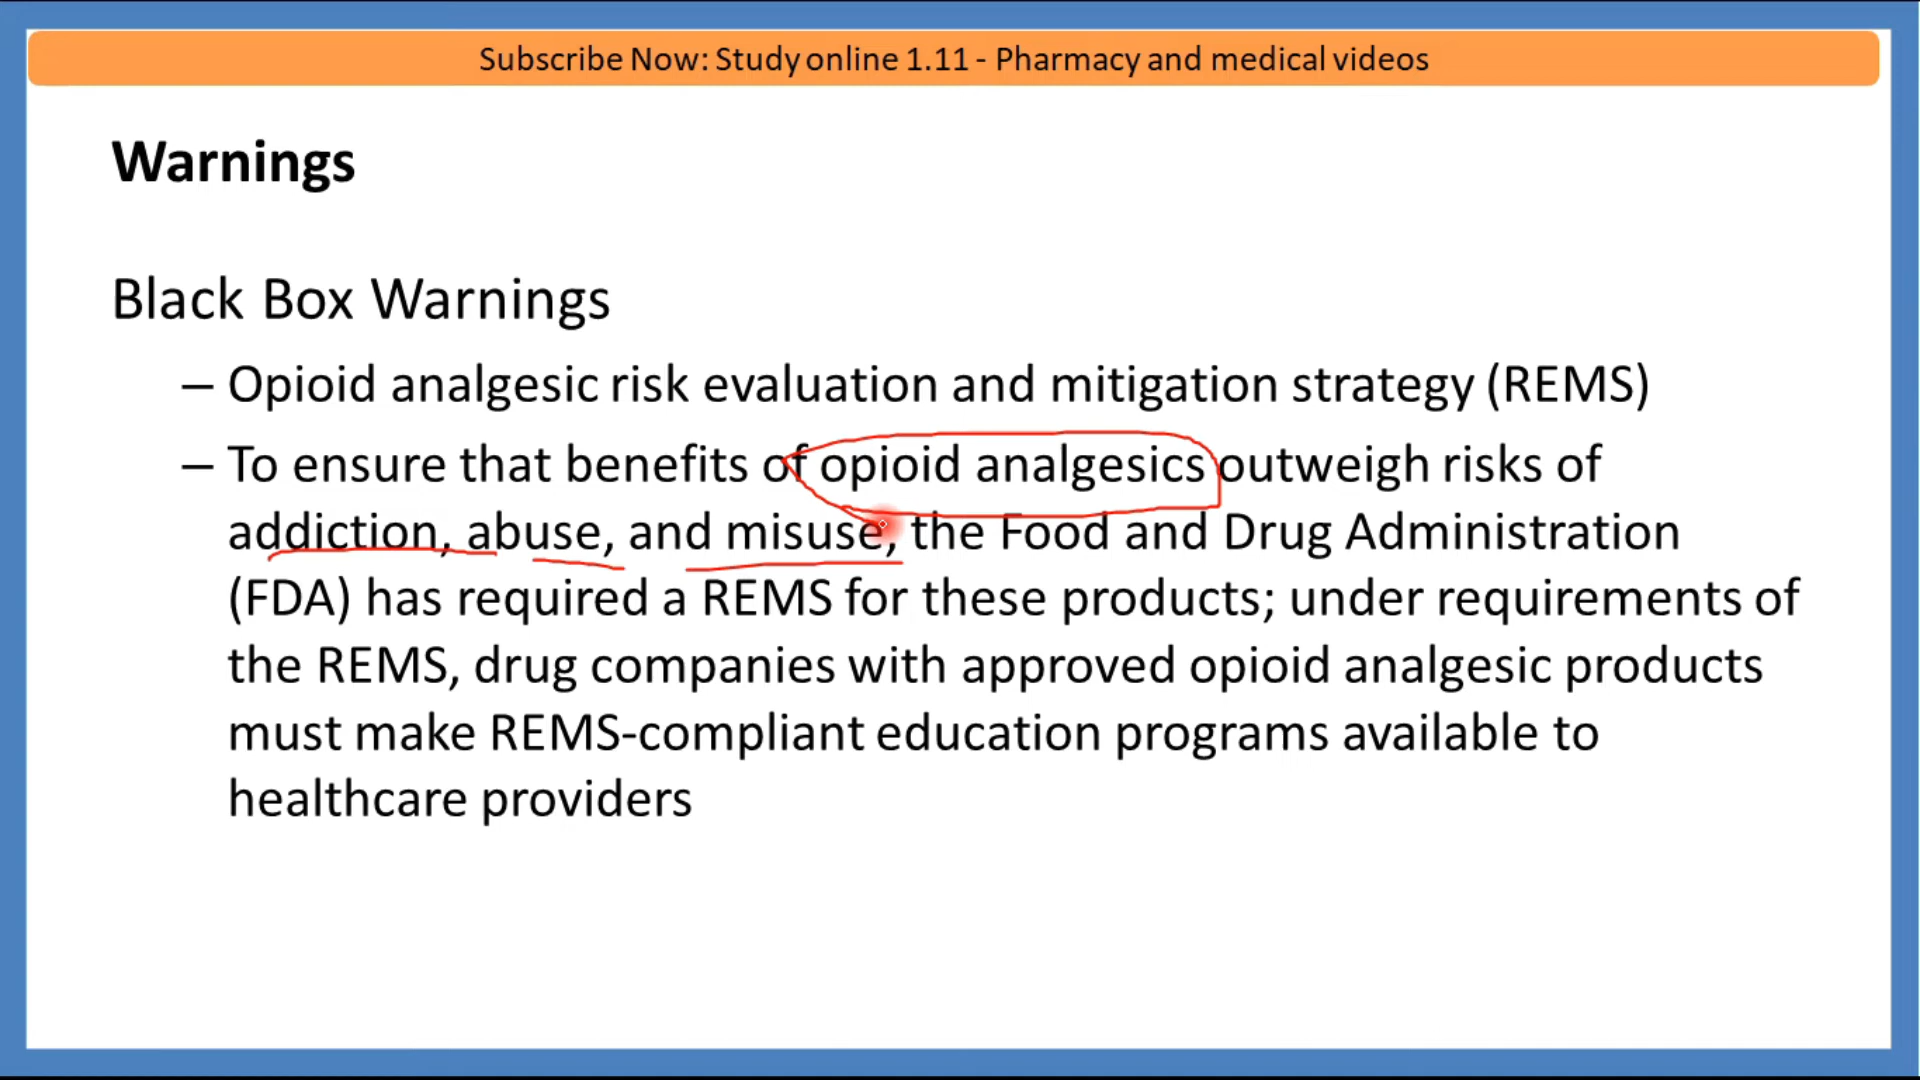 Subscribe Now: Study online 1.11 - Pharmacy and medical videos
Warnings
Black Box Warnings
– Opioid analgesic risk evaluation and mitigation strategy (REMS)
– To ensure that benefits of opioid analgesics outweigh risks of
addiction, abuse, and misuse, the Food and Drug Administration
(FDA) has required a REMS for these products; under requirements of
the REMS, drug companies with approved opioid analgesic products
must make REMS-compliant education programs available to
healthcare providers